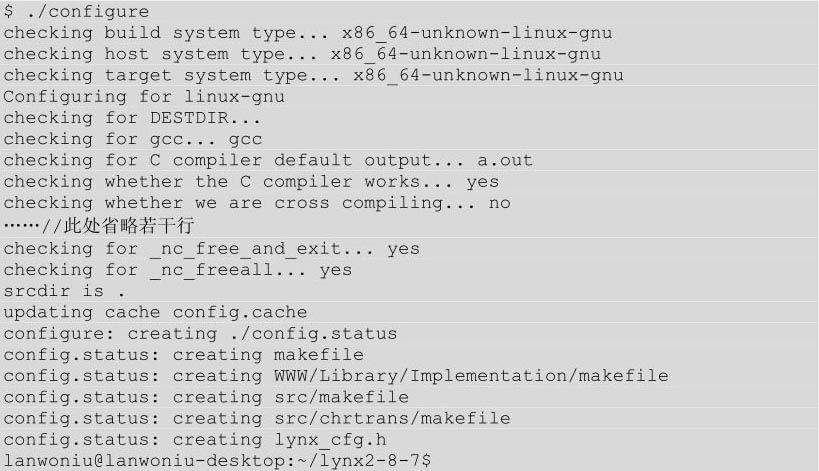 $ ./configure
checking build system type... x86_64-unknown-linux-gnu
checking host system type... x86_64-unknown-linux-gnu
checking target system type... x86_64-unknown-linux-gnu
Configuring for linux-gnu
checking for DESTDIR...
checking for gcc... gcc
checking for C compiler default output... a.out
checking whether the C compiler works... yes
checking whether we are cross compiling... no
……//此处省略若干行
checking for _nc_free_and_exit... yes
checking for _nc_freeall... yes
srcdir is .
updating cache config.cache
configure: creating ./config.status
config.status: creating makefile
config.status: creating WWW/Library/Implementation/makefile
config.status: creating src/makefile
config.status: creating src/chrtrans/makefile
config.status: creating lynx_cfg.h
lanwoniu@lanwoniu-desktop:~/lynx2-8-7$